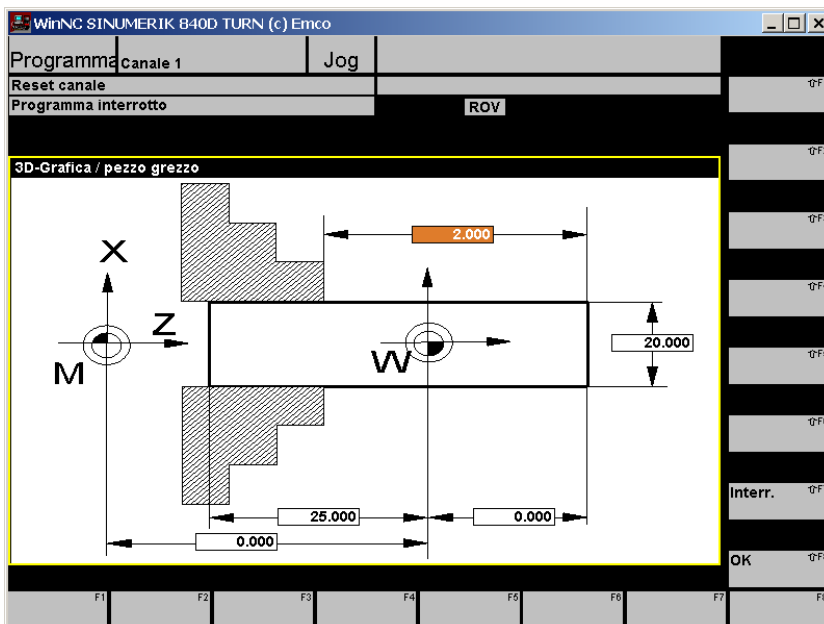 WinNC SINUMERIK 840D TURN (c) Emco
Programma Canale 1 Jog
Reset canale
Programma interrotto ROV
3D-Grafica / pezzo grezzo
2.000
X
Z
M
W
20.000
25.000 0.000
0.000
Interr.
OK
F1 F2 F3 F4 F5 F6 F7